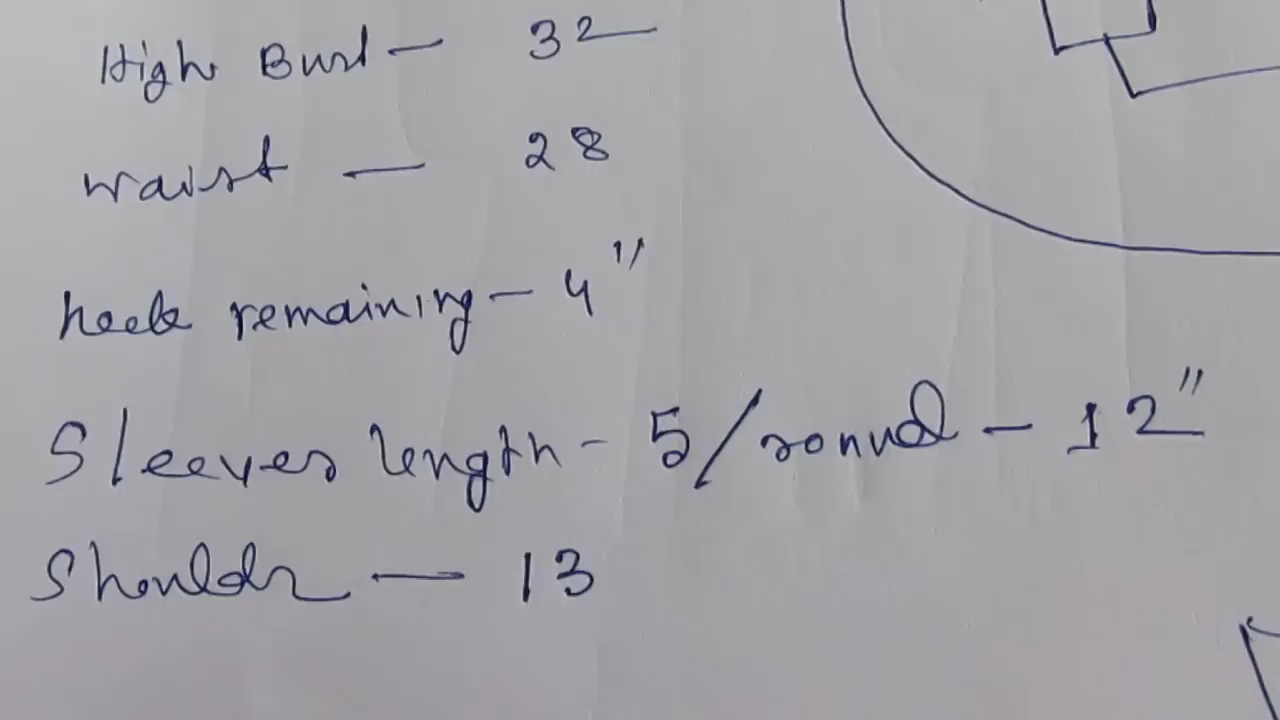 High Bust - 32
Waist - 28
neck remaining - 4"
Sleeves length - 5/round - 12"
Shoulder - 13